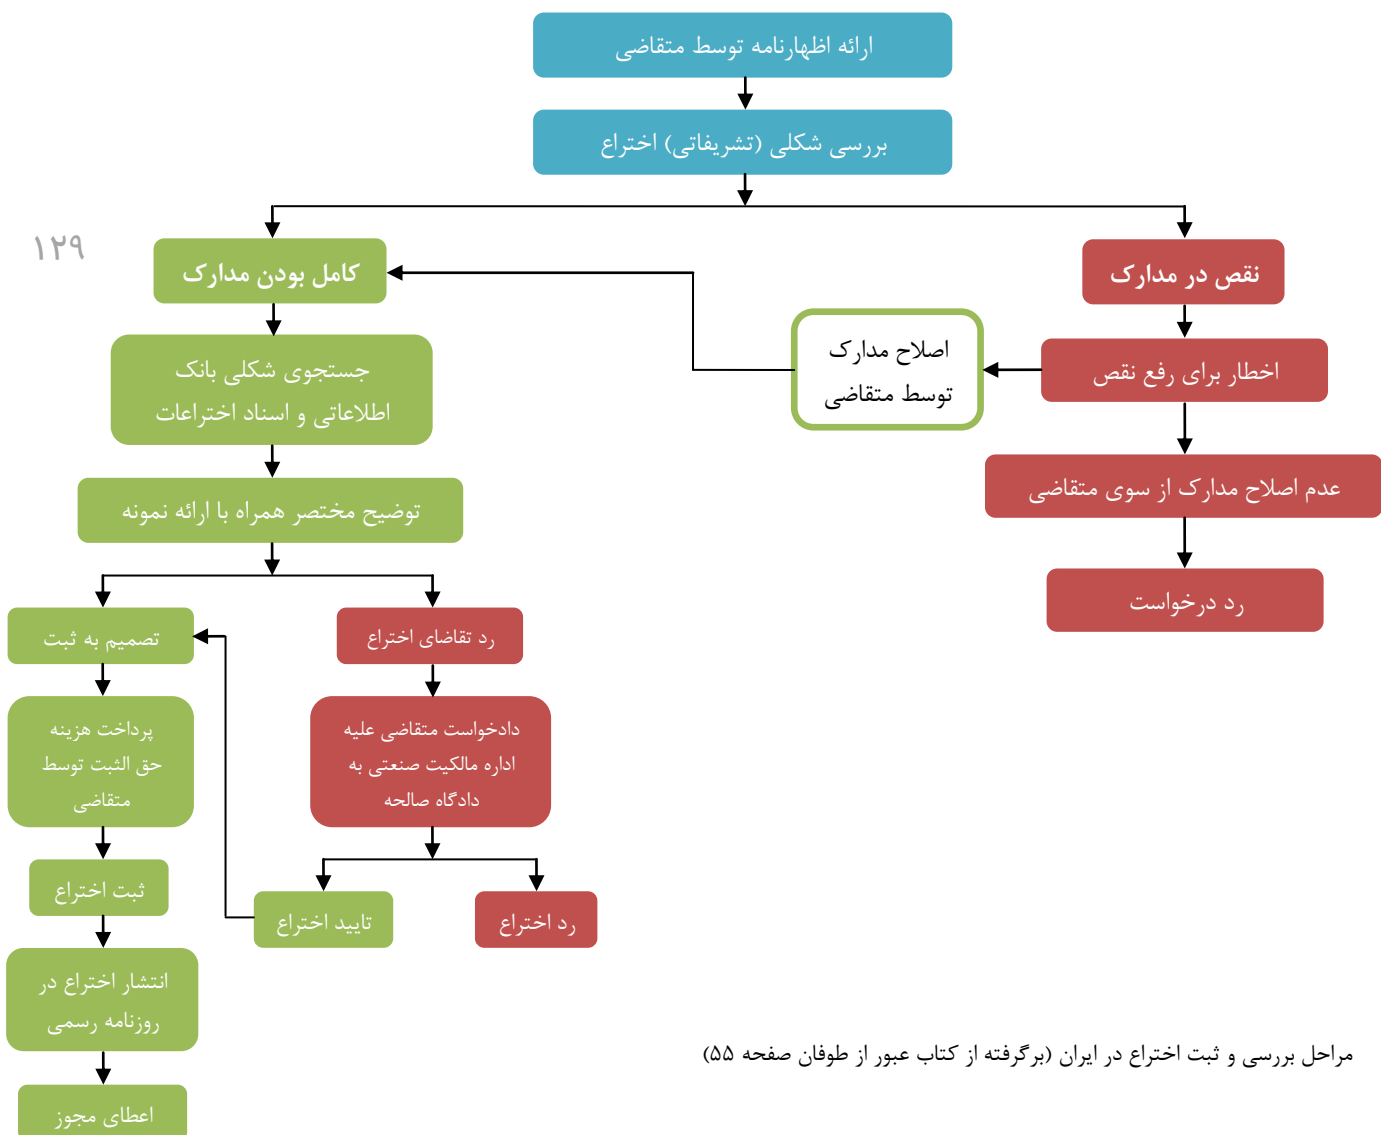 ارائه اظهارنامه توسط متقاضی
بررسی شکلی (تشریفاتی) اختراع
۱۲۹
نقص در مدارک
کامل بودن مدارک
اصلاح مدارک
توسط متقاضی
اخطار برای رفع نقص
جستجوی شکلی بانک
اطلاعاتی و اسناد اختراعات
عدم اصلاح مدارک از سوی متقاضی
توضیح مختصر همراه با ارائه نمونه
رد درخواست
رد تقاضای اختراع
تصمیم به ثبت
دادخواست متقاضی علیه
اداره مالکیت صنعتی به
دادگاه صالحه
پرداخت هزینه
حق الثبت توسط
متقاضی
رد اختراع
تایید اختراع
ثبت اختراع
انتشار اختراع در
روزنامه رسمی
مراحل بررسی و ثبت اختراع در ایران (برگرفته از کتاب عبور از طوفان صفحه ۵۵)
اعطای مجوز